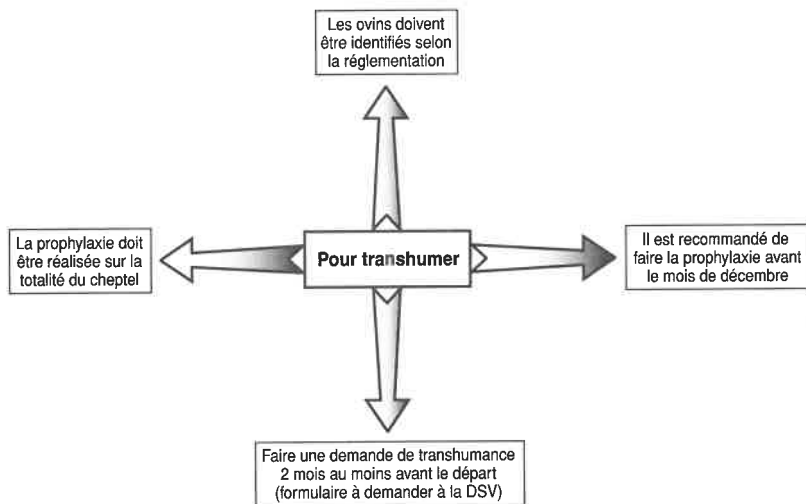 Les ovins doivent
être identifiés selon
la réglementation
La prophylaxie doit
être réalisée sur la
totalité du cheptel
Pour transhumer
Il est recommandé de
faire la prophylaxie avant
le mois de décembre
Faire une demande de transhumance
2 mois au moins avant le départ
(formulaire à demander à la DSV)